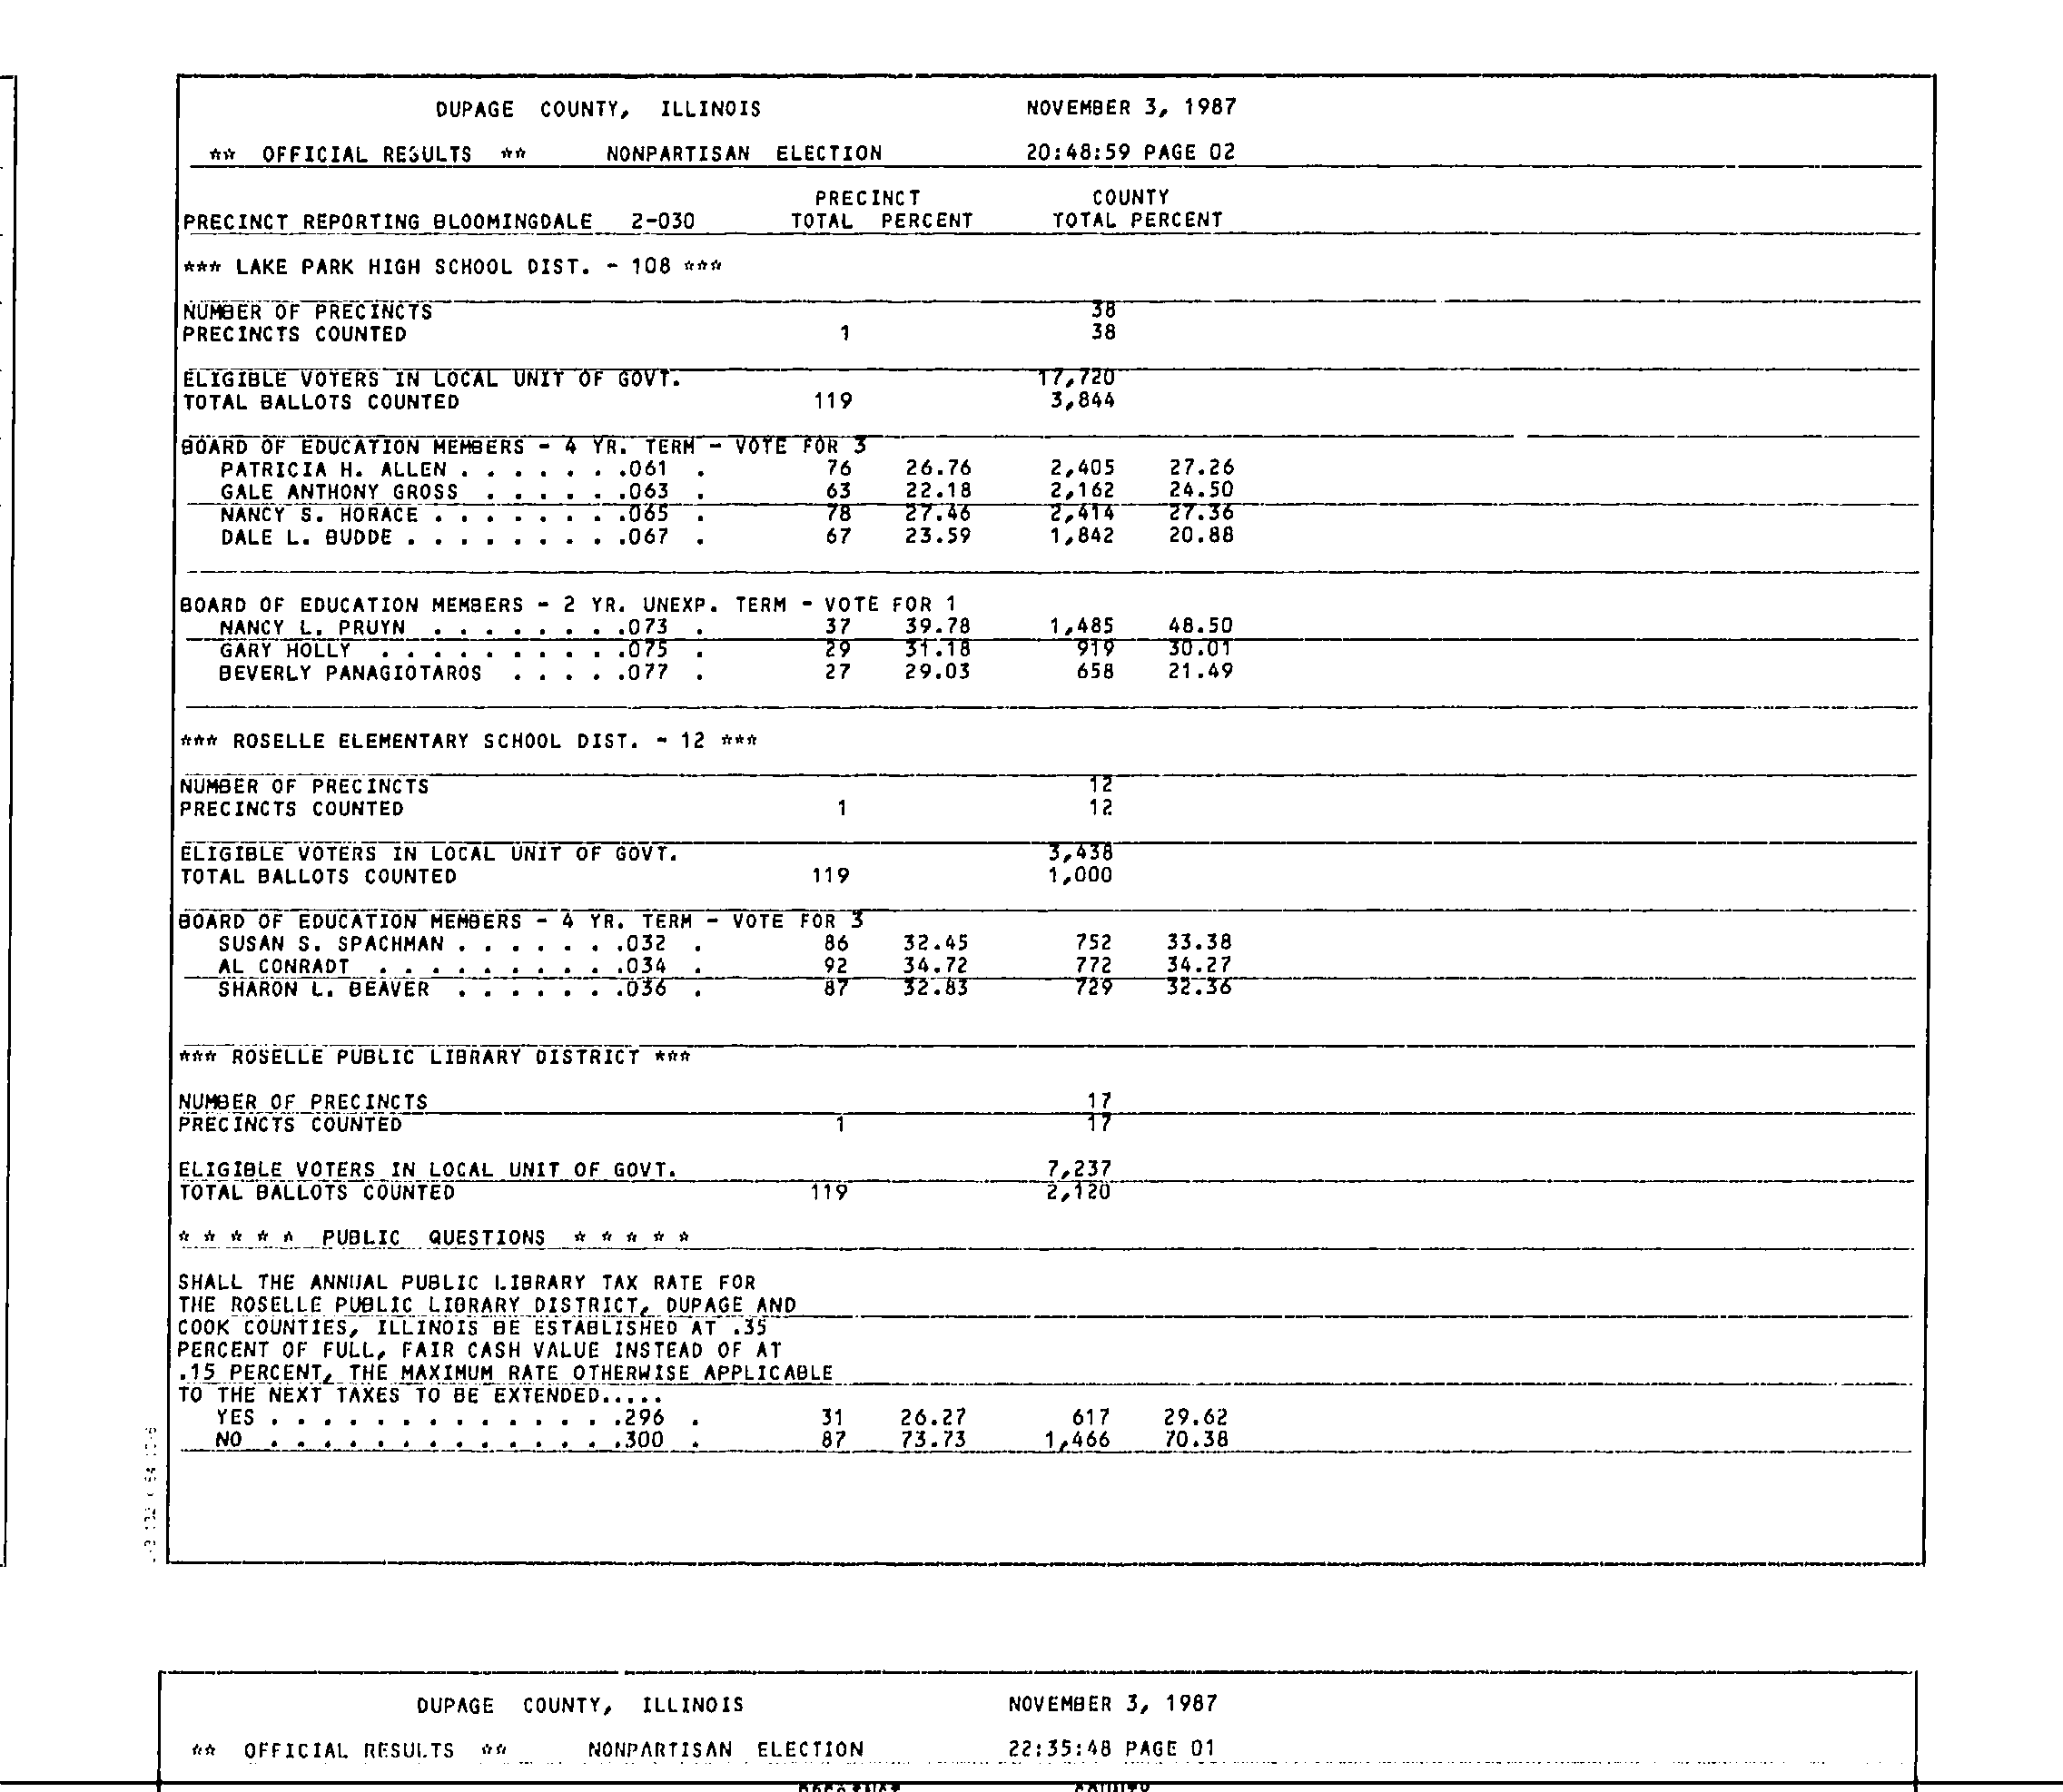 DUPAGE COUNTY, ILLINOIS NOVEMBER 3, 1987
** OFFICIAL RESULTS ** NONPARTISAN ELECTION 20:48:59 PAGE 02
PRECINCT COUNTY
PRECINCT REPORTING BLOOMINGDALE 2-030 TOTAL PERCENT TOTAL PERCENT
*** LAKE PARK HIGH SCHOOL DIST. - 108 ***
NUMBER OF PRECINCTS 38
PRECINCTS COUNTED 1 38
ELIGIBLE VOTERS IN LOCAL UNIT OF GOVT. 17,720
TOTAL BALLOTS COUNTED 119 3,844
BOARD OF EDUCATION MEMBERS - 4 YR. TERM - VOTE FOR 3
PATRICIA H. ALLEN . . . . . . .061 . 76 26.76 2,405 27.26
GALE ANTHONY GROSS . . . . . .063 . 63 22.18 2,162 24.50
NANCY S. HORACE . . . . . . . .065 . 78 27.46 2,414 27.36
DALE L. BUDDE . . . . . . . . .067 . 67 23.59 1,842 20.88
BOARD OF EDUCATION MEMBERS - 2 YR. UNEXP. TERM - VOTE FOR 1
NANCY L. PRUYN . . . . . . . .073 . 37 39.78 1,485 48.50
GARY HOLLY . . . . . . . . . .075 . 29 31.18 919 30.01
BEVERLY PANAGIOTAROS . . . . .077 . 27 29.03 658 21.49
*** ROSELLE ELEMENTARY SCHOOL DIST. - 12 ***
NUMBER OF PRECINCTS 12
PRECINCTS COUNTED 1 12
ELIGIBLE VOTERS IN LOCAL UNIT OF GOVT. 3,438
TOTAL BALLOTS COUNTED 119 1,000
BOARD OF EDUCATION MEMBERS - 4 YR. TERM - VOTE FOR 3
SUSAN S. SPACHMAN . . . . . . .032 . 86 32.45 752 33.38
AL CONRADT . . . . . . . . . .034 . 92 34.72 772 34.27
SHARON L. BEAVER . . . . . . .036 . 87 32.83 729 32.36
*** ROSELLE PUBLIC LIBRARY DISTRICT ***
NUMBER OF PRECINCTS 17
PRECINCTS COUNTED 1 17
ELIGIBLE VOTERS IN LOCAL UNIT OF GOVT. 7,237
TOTAL BALLOTS COUNTED 119 2,120
* * * * * PUBLIC QUESTIONS * * * * *
SHALL THE ANNUAL PUBLIC LIBRARY TAX RATE FOR
THE ROSELLE PUBLIC LIBRARY DISTRICT, DUPAGE AND
COOK COUNTIES, ILLINOIS BE ESTABLISHED AT .35
PERCENT OF FULL, FAIR CASH VALUE INSTEAD OF AT
.15 PERCENT, THE MAXIMUM RATE OTHERWISE APPLICABLE
TO THE NEXT TAXES TO BE EXTENDED.....
YES . . . . . . . . . . . . . .296 . 31 26.27 617 29.62
NO . . . . . . . . . . . . . .300 . 87 73.73 1,466 70.38
DUPAGE COUNTY, ILLINOIS NOVEMBER 3, 1987
** OFFICIAL RESULTS ** NONPARTISAN ELECTION 22:35:48 PAGE 01